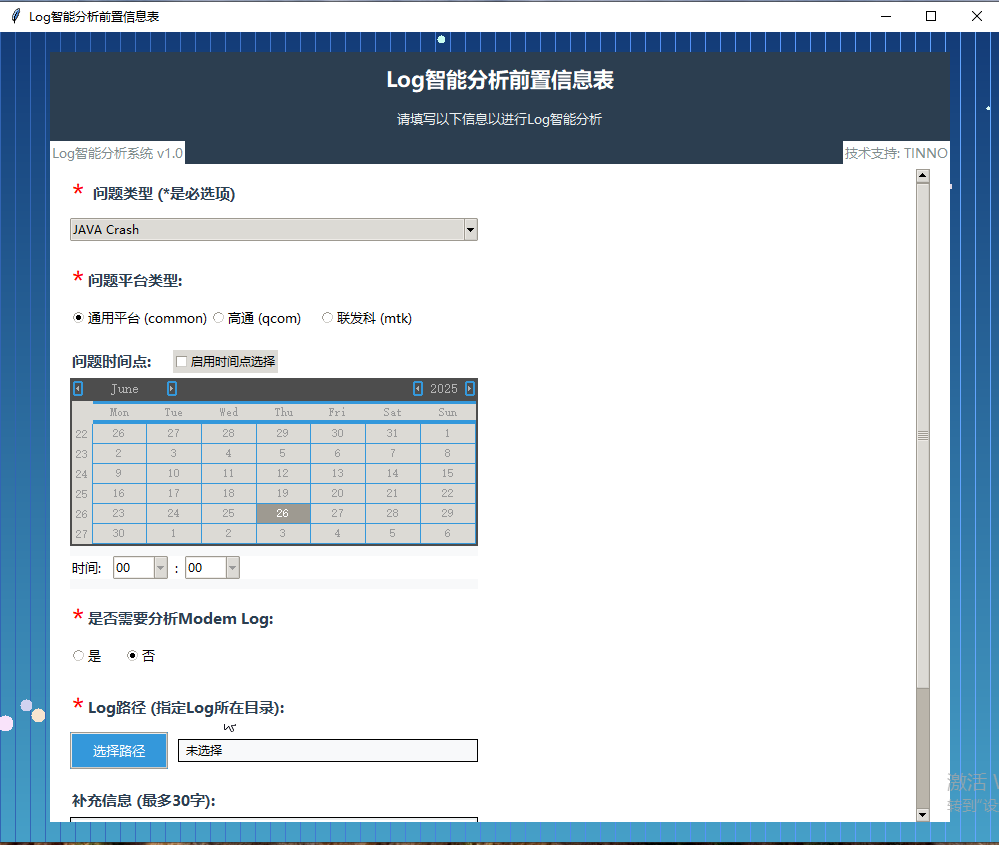 Log智能分析前置信息表
Log智能分析前置信息表
请填写以下信息以进行Log智能分析
Log智能分析系统 v1.0 技术支持: TINNO
* 问题类型 (*是必选项)
JAVA Crash
* 问题平台类型:
通用平台 (common) 高通 (qcom) 联发科 (mtk)
问题时间点: 启用时间点选择
June 2025
Mon Tue Wed Thu Fri Sat Sun
22 26 27 28 29 30 31 1
23 2 3 4 5 6 7 8
24 9 10 11 12 13 14 15
25 16 17 18 19 20 21 22
26 23 24 25 26 27 28 29
27 30 1 2 3 4 5 6
时间: 00 : 00
* 是否需要分析Modem Log:
是 否
* Log路径 (指定Log所在目录):
选择路径 未选择
激活
转到"设
补充信息 (最多30字):